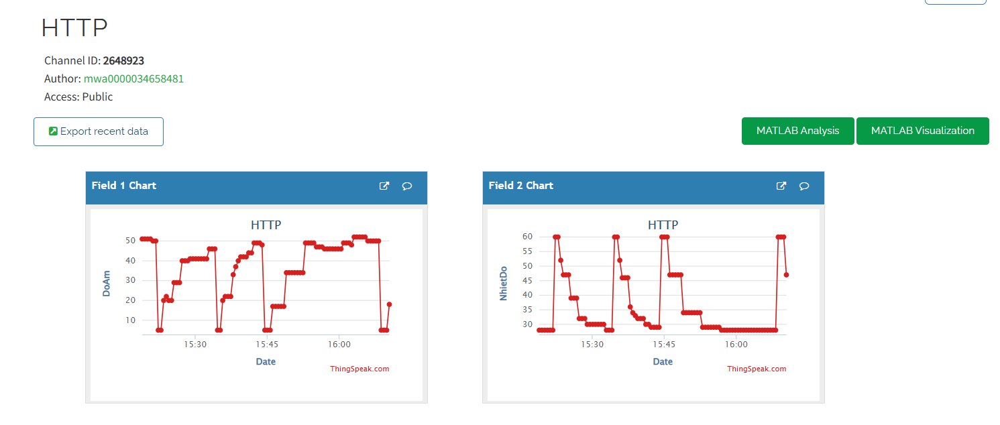 HTTP
Channel ID: 2648923
Author: mwa0000034658481
Access: Public
Export recent data
MATLAB Analysis
MATLAB Visualization
Field 1 Chart
HTTP
DoAm
50
40
30
20
10
15:30 15:45 16:00
Date
ThingSpeak.com
Field 2 Chart
HTTP
NhietDo
60
55
50
45
40
35
30
15:30 15:45 16:00
Date
ThingSpeak.com